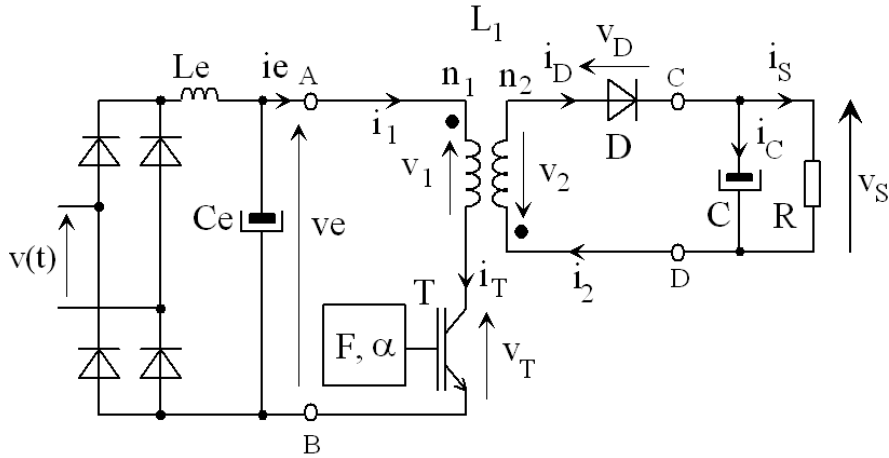 L1
Le
ie
A
n1
n2
iD
vD
C
iS
i1
D
iC
v1
v2
vS
Ce
ve
C
R
v(t)
iT
i2
D
T
F, α
vT
B